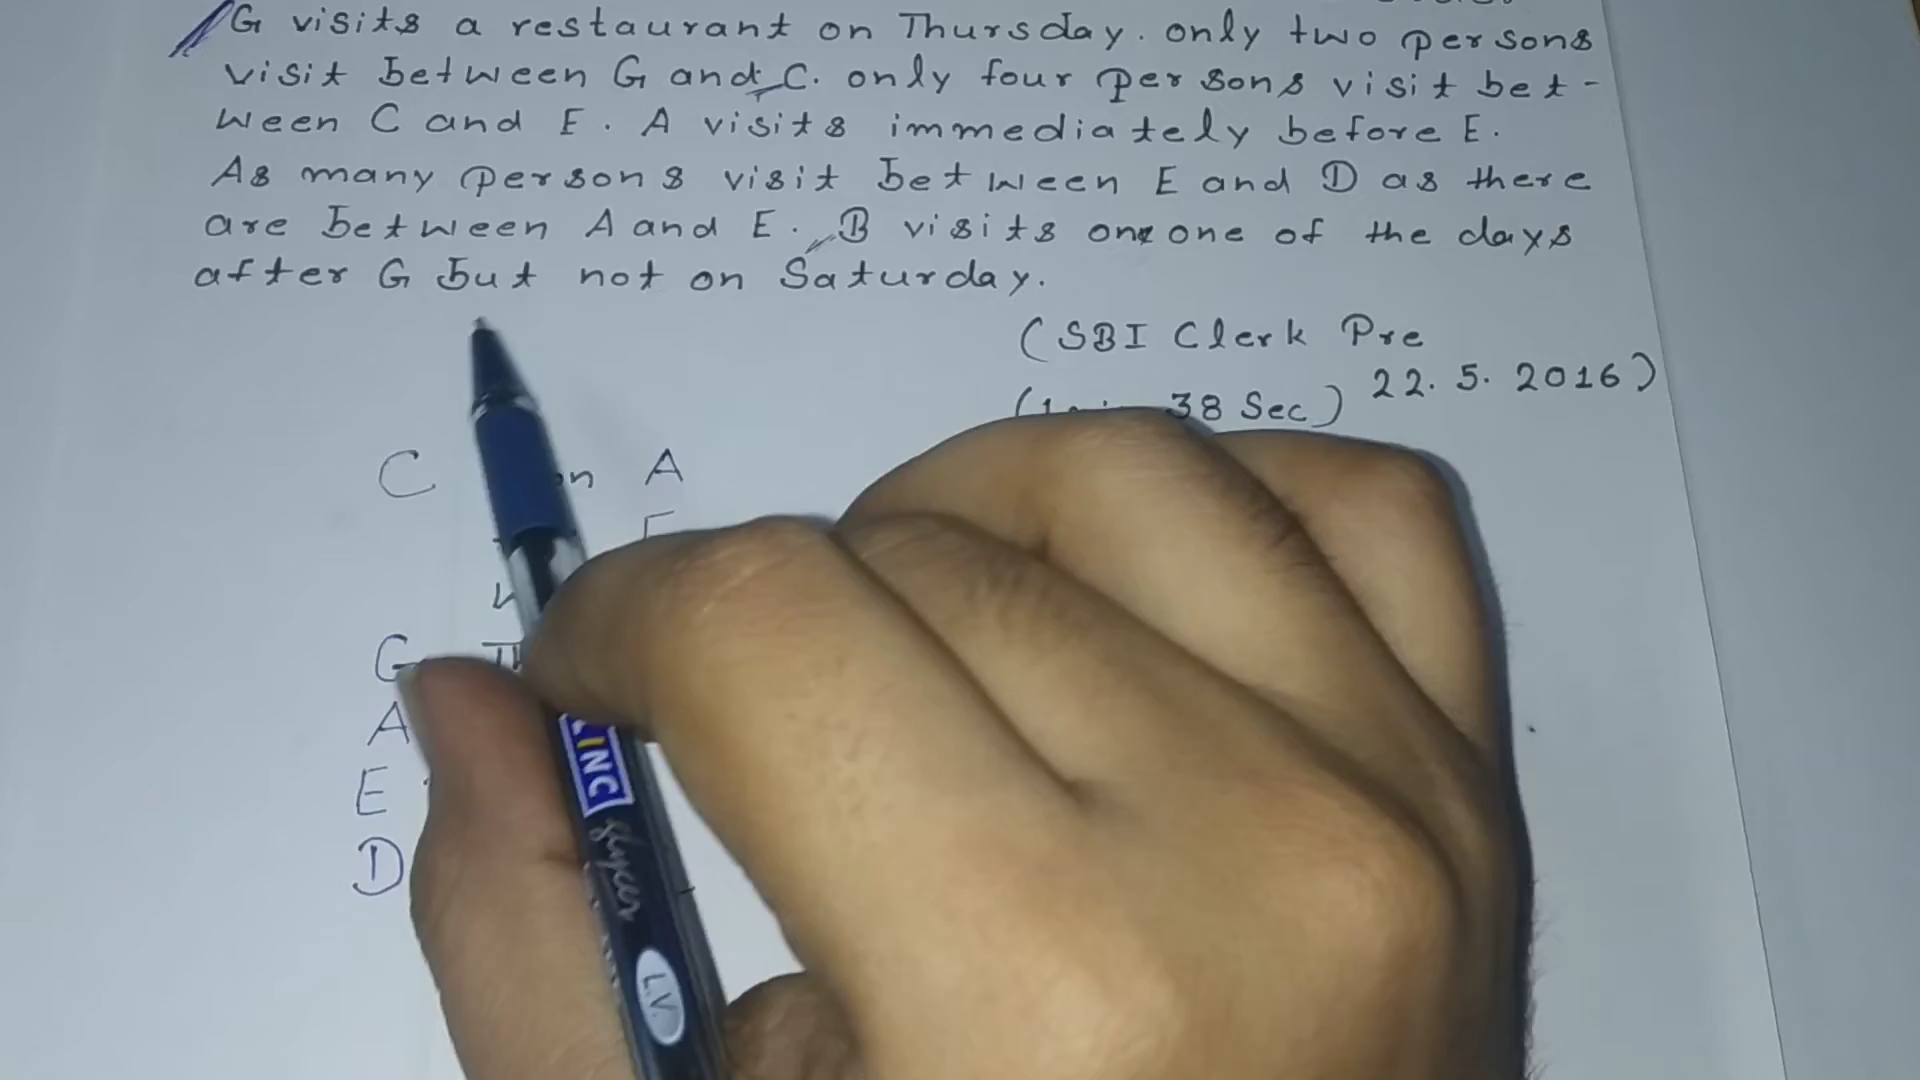 G visits a restaurant on Thursday. only two persons
visit between G and C. only four persons visit bet-
ween C and E. A visits immediately before E.
As many persons visit between E and D as there
are between A and E. B visits on one of the days
after G but not on Saturday.
(SBI Clerk Pre
22.5.2016)
38 Sec)
C A
G
A
E
D
LINC
L.V.